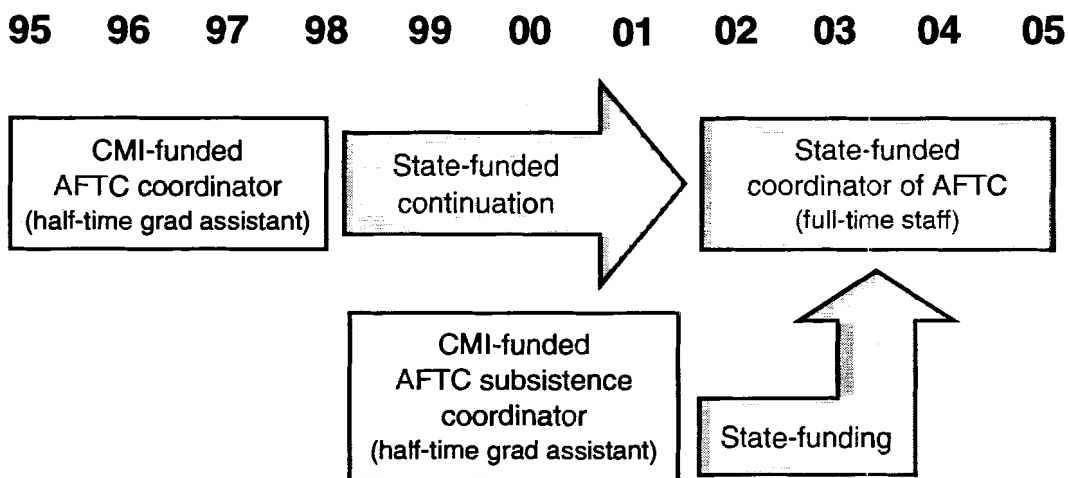 95 96 97 98 99 00 01 02 03 04 05
CMI-funded
AFTC coordinator
(half-time grad assistant)
State-funded
continuation
State-funded
coordinator of AFTC
(full-time staff)
CMI-funded
AFTC subsistence
coordinator
(half-time grad assistant)
State-funding